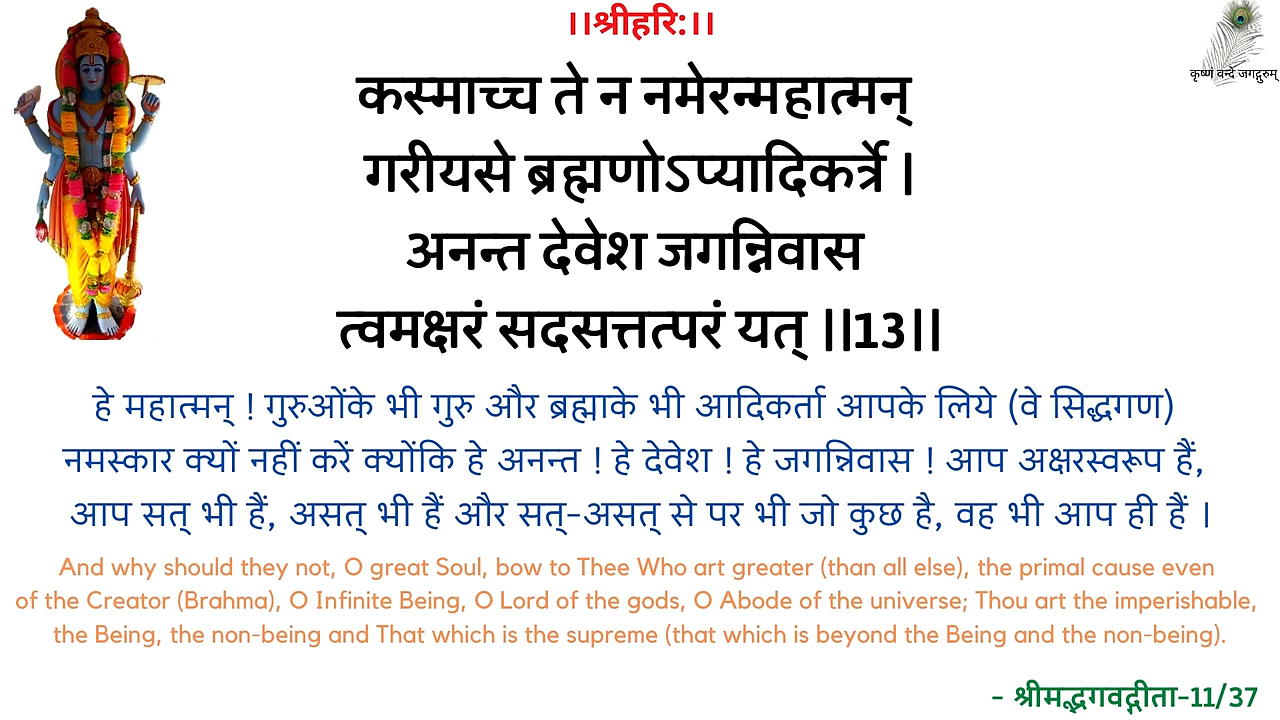 ।।श्रीहरि:।।
कृष्णं वन्दे जगद्गुरुम्
कस्माच्च ते न नमेरन्महात्मन्
गरीयसे ब्रह्मणोऽप्यादिकर्त्रे |
अनन्त देवेश जगन्निवास
त्वमक्षरं सदसत्तत्परं यत् ||13||
हे महात्मन् ! गुरुओंके भी गुरु और ब्रह्माके भी आदिकर्ता आपके लिये (वे सिद्धगण)
नमस्कार क्यों नहीं करें क्योंकि हे अनन्त ! हे देवेश ! हे जगन्निवास ! आप अक्षरस्वरूप हैं,
आप सत् भी हैं, असत् भी हैं और सत्-असत् से पर भी जो कुछ है, वह भी आप ही हैं ।
And why should they not, O great Soul, bow to Thee Who art greater (than all else), the primal cause even
of the Creator (Brahma), O Infinite Being, O Lord of the gods, O Abode of the universe; Thou art the imperishable,
the Being, the non-being and That which is the supreme (that which is beyond the Being and the non-being).
- श्रीमद्भगवद्गीता-11/37